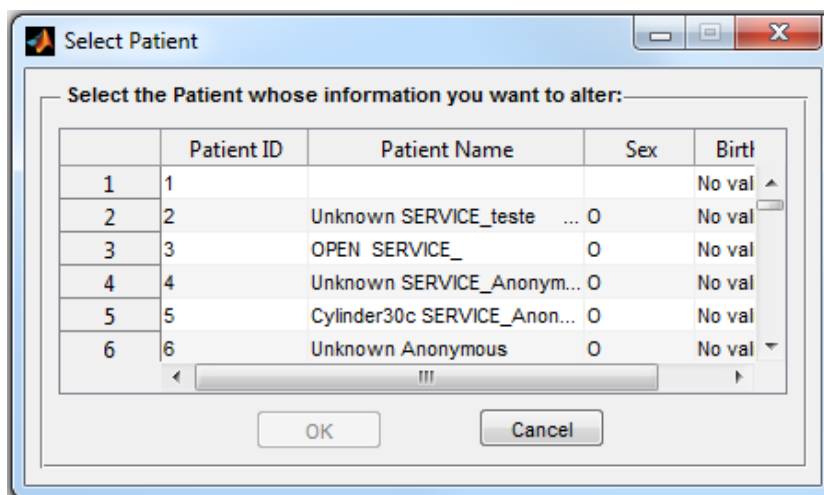 Select Patient
Select the Patient whose information you want to alter:
Patient ID Patient Name Sex Birth
1 1 No val
2 2 Unknown SERVICE_teste ... O No val
3 3 OPEN SERVICE_ O No val
4 4 Unknown SERVICE_Anonym... O No val
5 5 Cylinder30c SERVICE_Anon... O No val
6 6 Unknown Anonymous O No val
OK Cancel